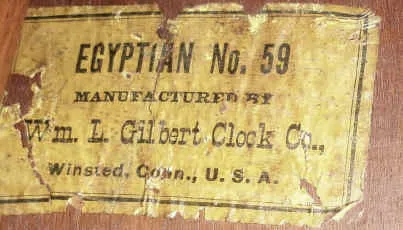 EGYPTIAN No. 59
MANUFACTURED BY
Wm. L. Gilbert Clock Co.,
Winsted, Conn., U. S. A.